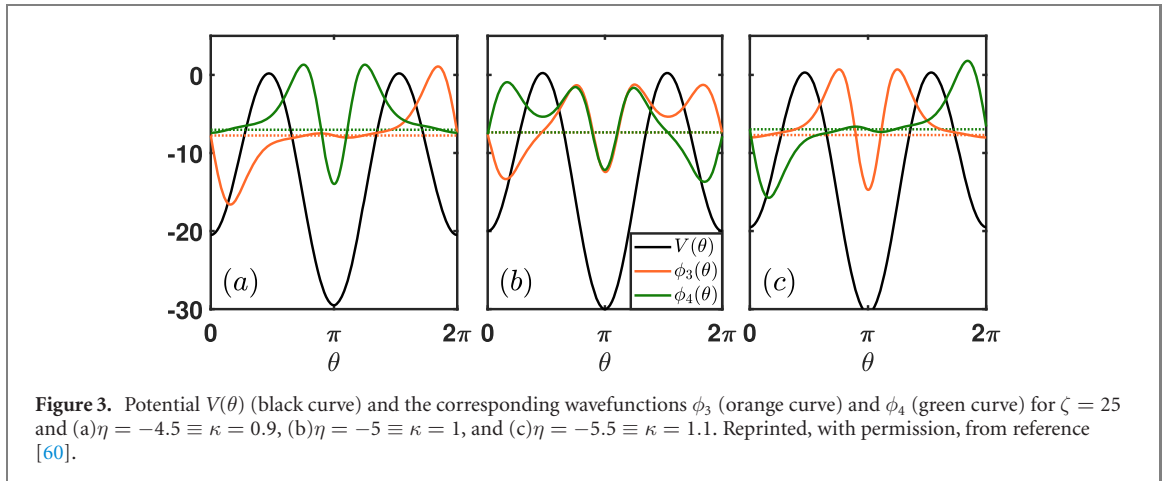 0
-10
-20
-30
(a)
(b)
(c)
V(θ)
ϕ₃(θ)
ϕ₄(θ)
0 π 2π 0 π 2π 0 π 2π
θ θ θ
Figure 3. Potential V(θ) (black curve) and the corresponding wavefunctions ϕ₃ (orange curve) and ϕ₄ (green curve) for ζ = 25
and (a)η = −4.5 ≡ κ = 0.9, (b)η = −5 ≡ κ = 1, and (c)η = −5.5 ≡ κ = 1.1. Reprinted, with permission, from reference
[60].